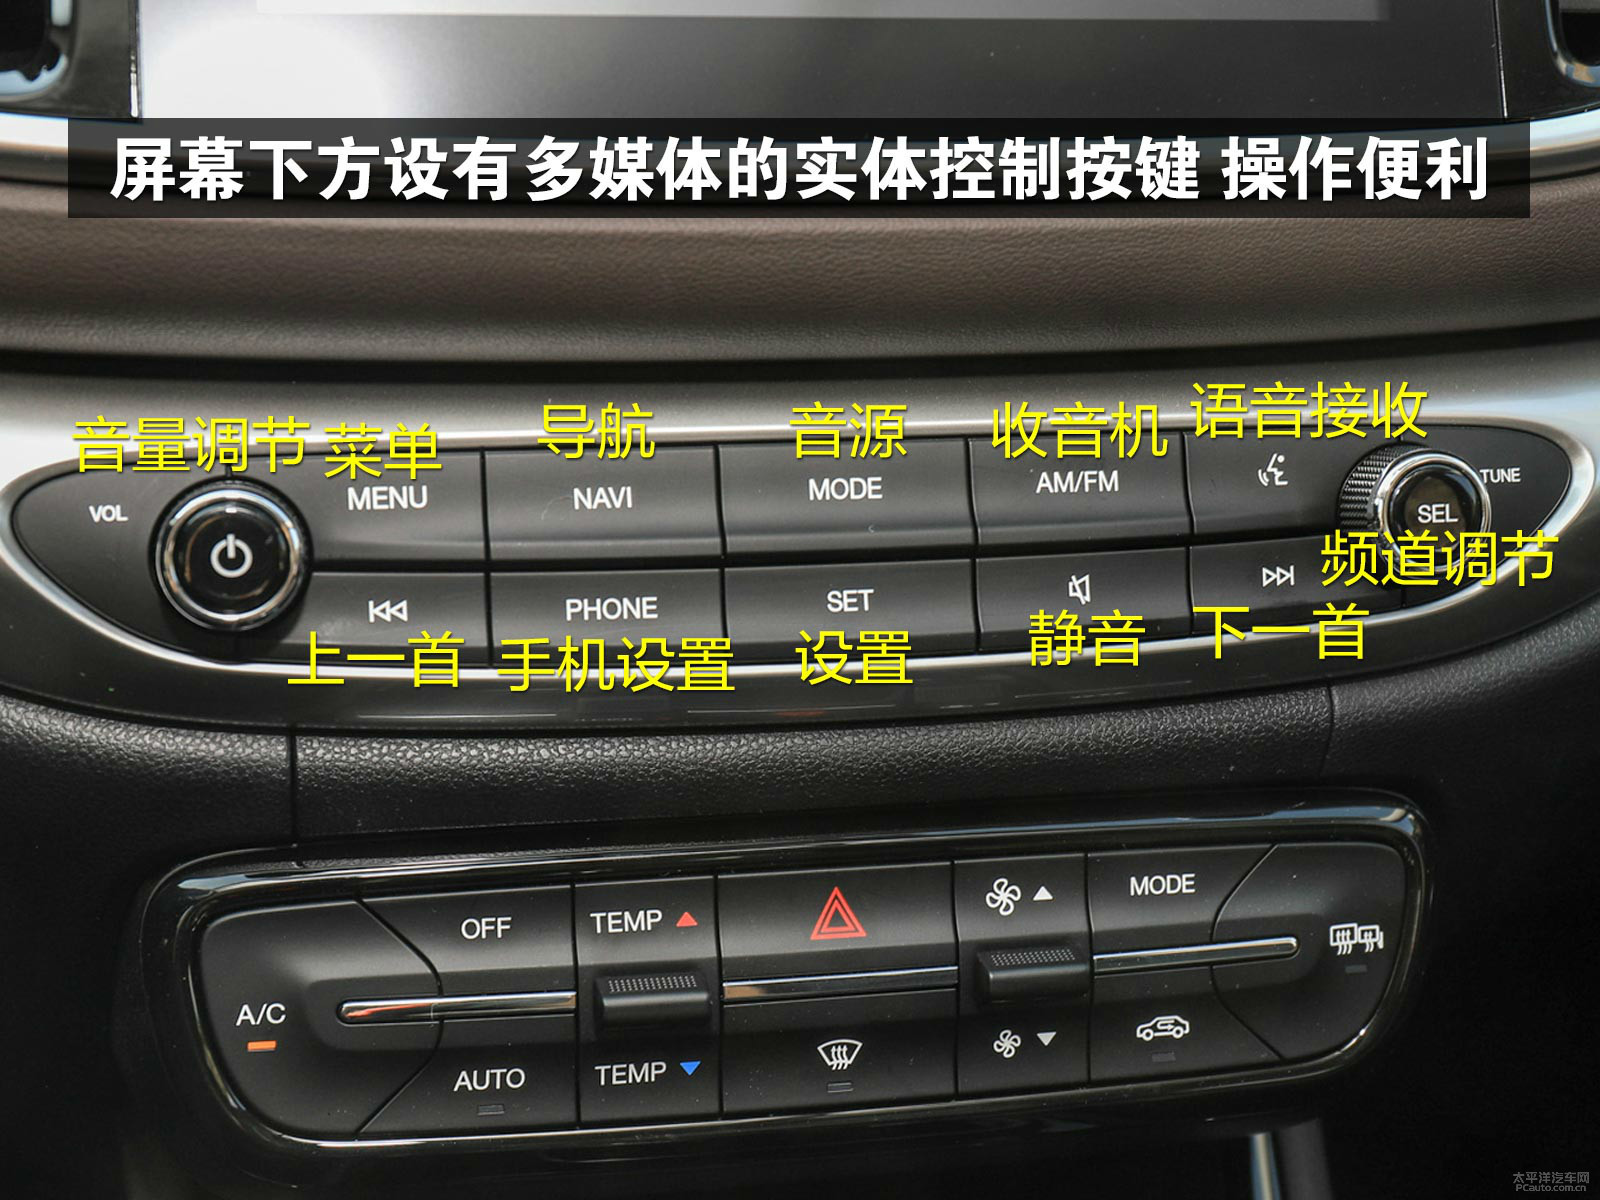 屏幕下方设有多媒体的实体控制按键 操作便利
音量调节 菜单 导航 音源 收音机 语音接收
VOL MENU NAVI MODE AM/FM SEL TUNE
频道调节
PHONE SET
上一首 手机设置 设置 静音 下一首
OFF TEMP MODE
A/C
AUTO TEMP
太平洋汽车网
PCauto.com.cn